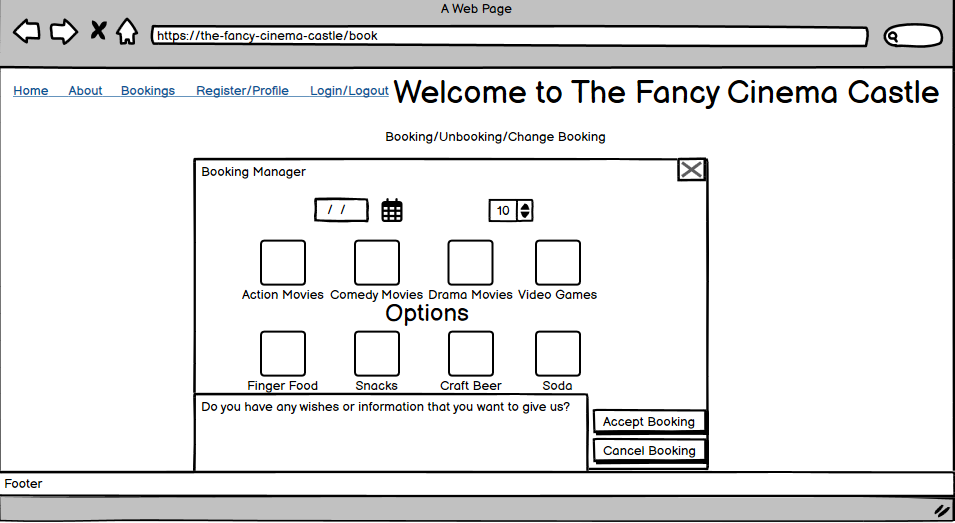 A Web Page
https://the-fancy-cinema-castle/book
Home About Bookings Register/Profile Login/Logout Welcome to The Fancy Cinema Castle
Booking/Unbooking/Change Booking
Booking Manager
/ / 10
Action Movies Comedy Movies Drama Movies Video Games
Options
Finger Food Snacks Craft Beer Soda
Do you have any wishes or information that you want to give us?
Accept Booking
Cancel Booking
Footer